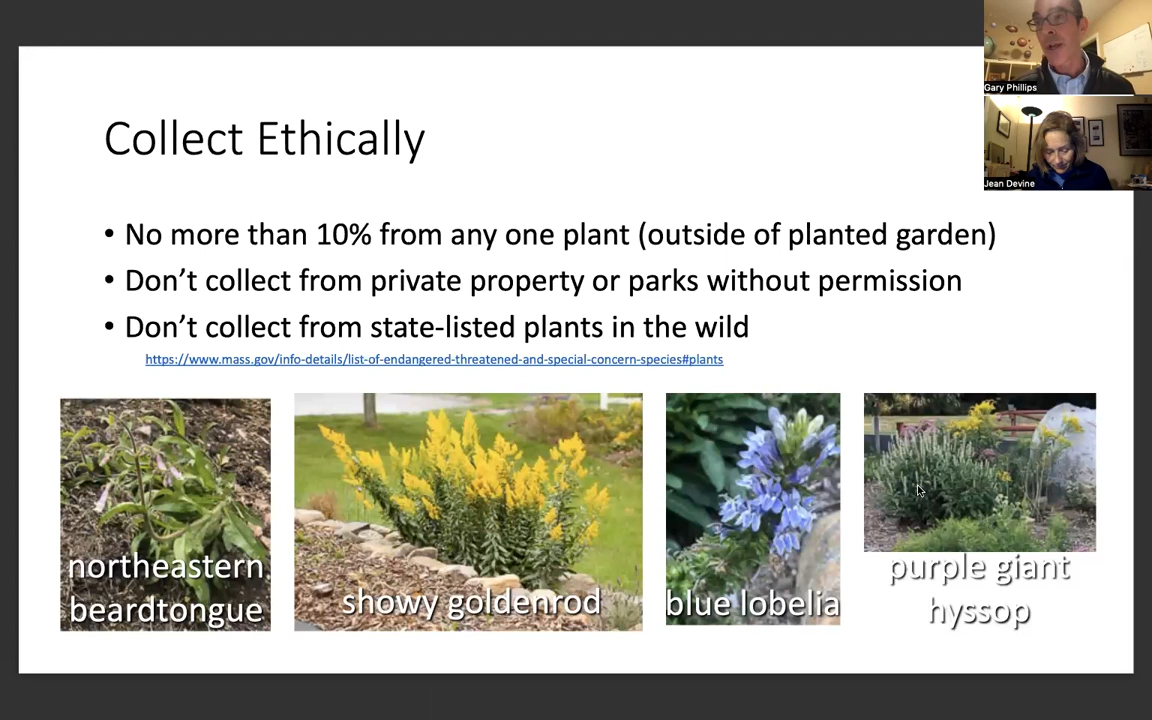 Collect Ethically
• No more than 10% from any one plant (outside of planted garden)
• Don’t collect from private property or parks without permission
• Don’t collect from state-listed plants in the wild
https://www.mass.gov/info-details/list-of-endangered-threatened-and-special-concern-species#plants
northeastern
beardtongue
showy goldenrod
blue lobelia
purple giant
hyssop
Gary Phillips
Jean Devine